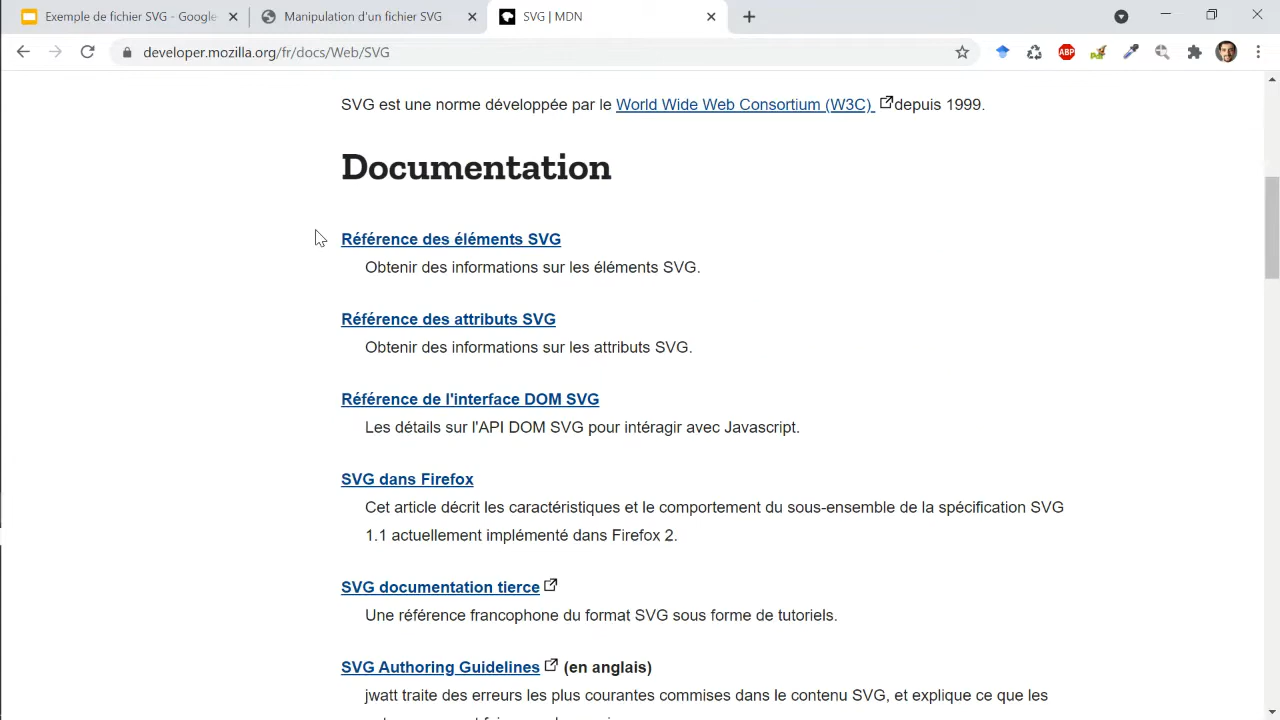 Exemple de fichier SVG - Google
Manipulation d'un fichier SVG
SVG | MDN
developer.mozilla.org/fr/docs/Web/SVG
ABP
SVG est une norme développée par le World Wide Web Consortium (W3C) depuis 1999.
Documentation
Référence des éléments SVG
Obtenir des informations sur les éléments SVG.
Référence des attributs SVG
Obtenir des informations sur les attributs SVG.
Référence de l'interface DOM SVG
Les détails sur l'API DOM SVG pour intéragir avec Javascript.
SVG dans Firefox
Cet article décrit les caractéristiques et le comportement du sous-ensemble de la spécification SVG
1.1 actuellement implémenté dans Firefox 2.
SVG documentation tierce
Une référence francophone du format SVG sous forme de tutoriels.
SVG Authoring Guidelines (en anglais)
jwatt traite des erreurs les plus courantes commises dans le contenu SVG, et explique ce que les